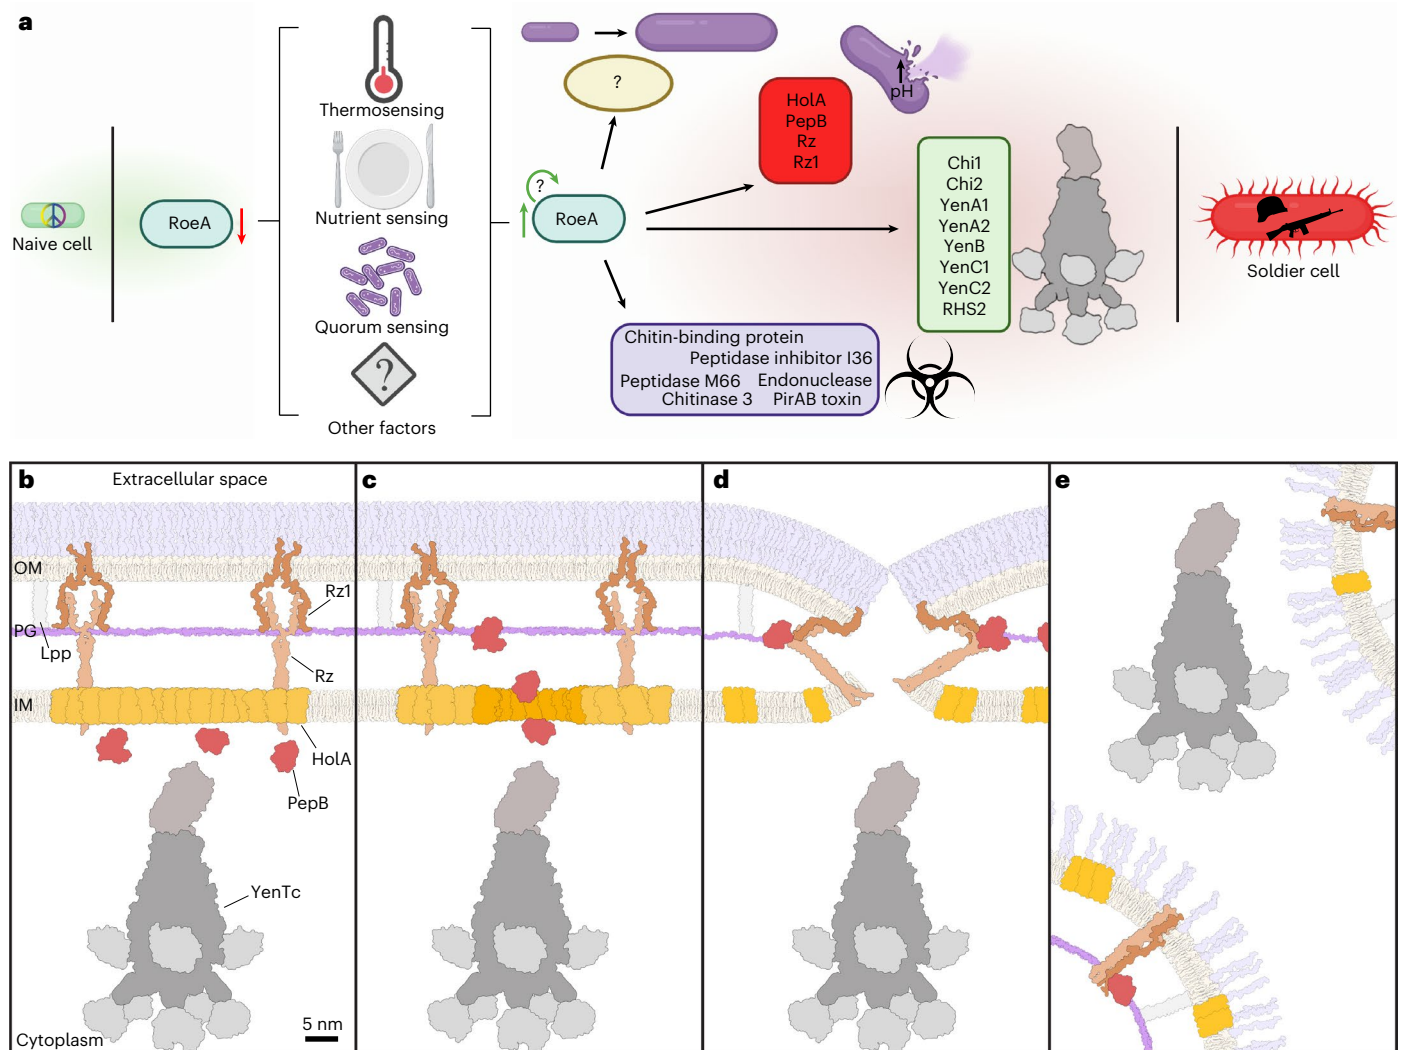 a
Naive cell
RoeA
Thermosensing
Nutrient sensing
Quorum sensing
?
Other factors
?
?
RoeA
HolA
PepB
Rz
Rz1
pH
Chi1
Chi2
YenA1
YenA2
YenB
YenC1
YenC2
RHS2
Chitin-binding protein
Peptidase inhibitor I36
Peptidase M66 Endonuclease
Chitinase 3 PirAB toxin
Soldier cell
b
Extracellular space
OM
Rz1
PG
Lpp
Rz
IM
HolA
PepB
YenTc
5 nm
Cytoplasm
c
d
e